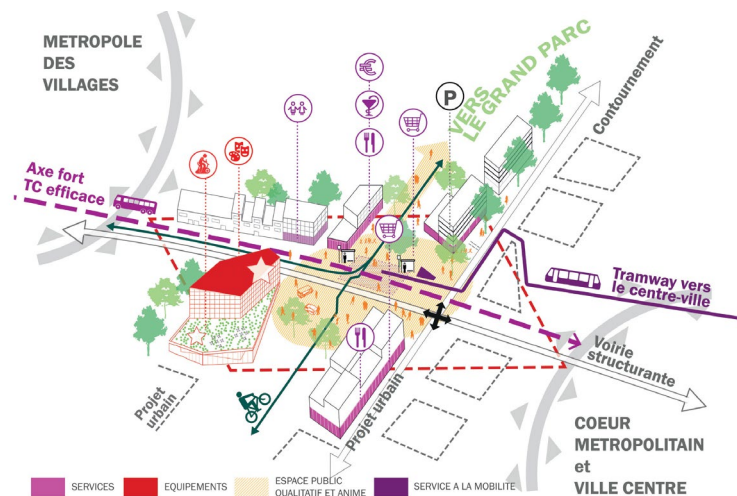 METROPOLE
DES
VILLAGES
€
P
VERS
LE GRAND PARC
Contournement
Axe fort
TC efficace
Tramway vers
le centre-ville
Voirie
structurante
Projet
urbain
Projet urbain
COEUR
METROPOLITAIN
et
VILLE CENTRE
SERVICES
EQUIPEMENTS
ESPACE PUBLIC
QUALITATIF ET ANIME
SERVICE A LA MOBILITE